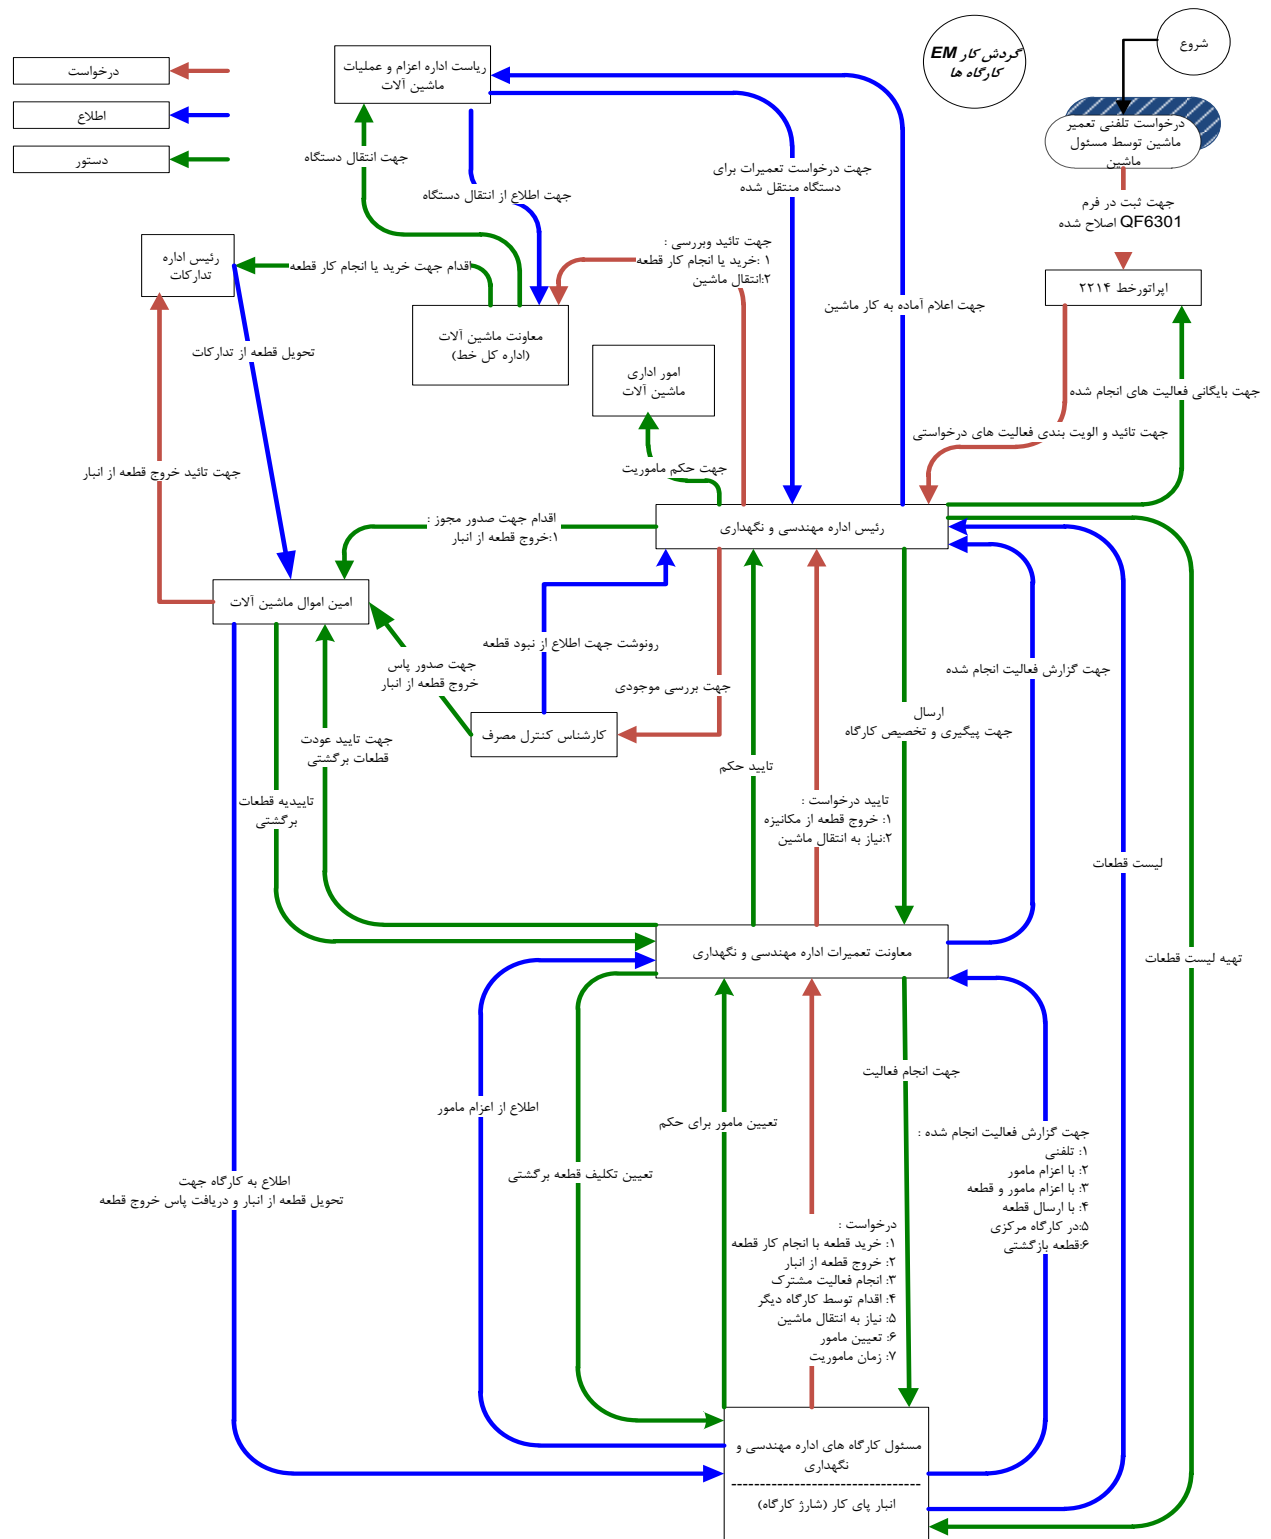 شروع
گردش کار EM
کارگاه ها
ریاست اداره اعزام و عملیات
ماشین آلات
درخواست
اطلاع
دستور
درخواست تلفنی تعمیر
ماشین توسط مسئول
ماشین
جهت انتقال دستگاه
جهت درخواست تعمیرات برای
دستگاه منتقل شده
جهت اطلاع از انتقال دستگاه
جهت ثبت در فرم
QF6301 اصلاح شده
جهت تائید وبررسی :
۱ :خرید یا انجام کار قطعه
۲:انتقال ماشین
رئیس اداره
تدارکات
اقدام جهت خرید یا انجام کار قطعه
اپراتورخط ۲۲۱۴
جهت اعلام آماده به کار ماشین
معاونت ماشین آلات
(اداره کل خط)
تحویل قطعه از تدارکات
امور اداری
ماشین آلات
جهت بایگانی فعالیت های انجام شده
جهت تائید و الویت بندی فعالیت های درخواستی
جهت تائید خروج قطعه از انبار
جهت حکم ماموریت
اقدام جهت صدور مجوز :
۱:خروج قطعه از انبار
رئیس اداره مهندسی و نگهداری
امین اموال ماشین آلات
رونوشت جهت اطلاع از نبود قطعه
جهت صدور پاس
خروج قطعه از انبار
جهت بررسی موجودی
جهت گزارش فعالیت انجام شده
ارسال
جهت پیگیری و تخصیص کارگاه
کارشناس کنترل مصرف
جهت تایید عودت
قطعات برگشتی
تایید حکم
تاییدیه قطعات
برگشتی
تایید درخواست :
۱: خروج قطعه از مکانیزه
۲:نیاز به انتقال ماشین
لیست قطعات
معاونت تعمیرات اداره مهندسی و نگهداری
تهیه لیست قطعات
جهت انجام فعالیت
اطلاع از اعزام مامور
تعیین مامور برای حکم
جهت گزارش فعالیت انجام شده :
۱: تلفنی
۲: با اعزام مامور
۳: با اعزام مامور و قطعه
۴: با ارسال قطعه
۵:در کارگاه مرکزی
۶:قطعه بازگشتی
تعیین تکلیف قطعه برگشتی
اطلاع به کارگاه جهت
تحویل قطعه از انبار و دریافت پاس خروج قطعه
درخواست :
۱: خرید قطعه با انجام کار قطعه
۲: خروج قطعه از انبار
۳: انجام فعالیت مشترک
۴: اقدام توسط کارگاه دیگر
۵: نیاز به انتقال ماشین
۶: تعیین مامور
۷: زمان ماموریت
مسئول کارگاه های اداره مهندسی و
نگهداری
--------------------------------
انبار پای کار (شارژ کارگاه)